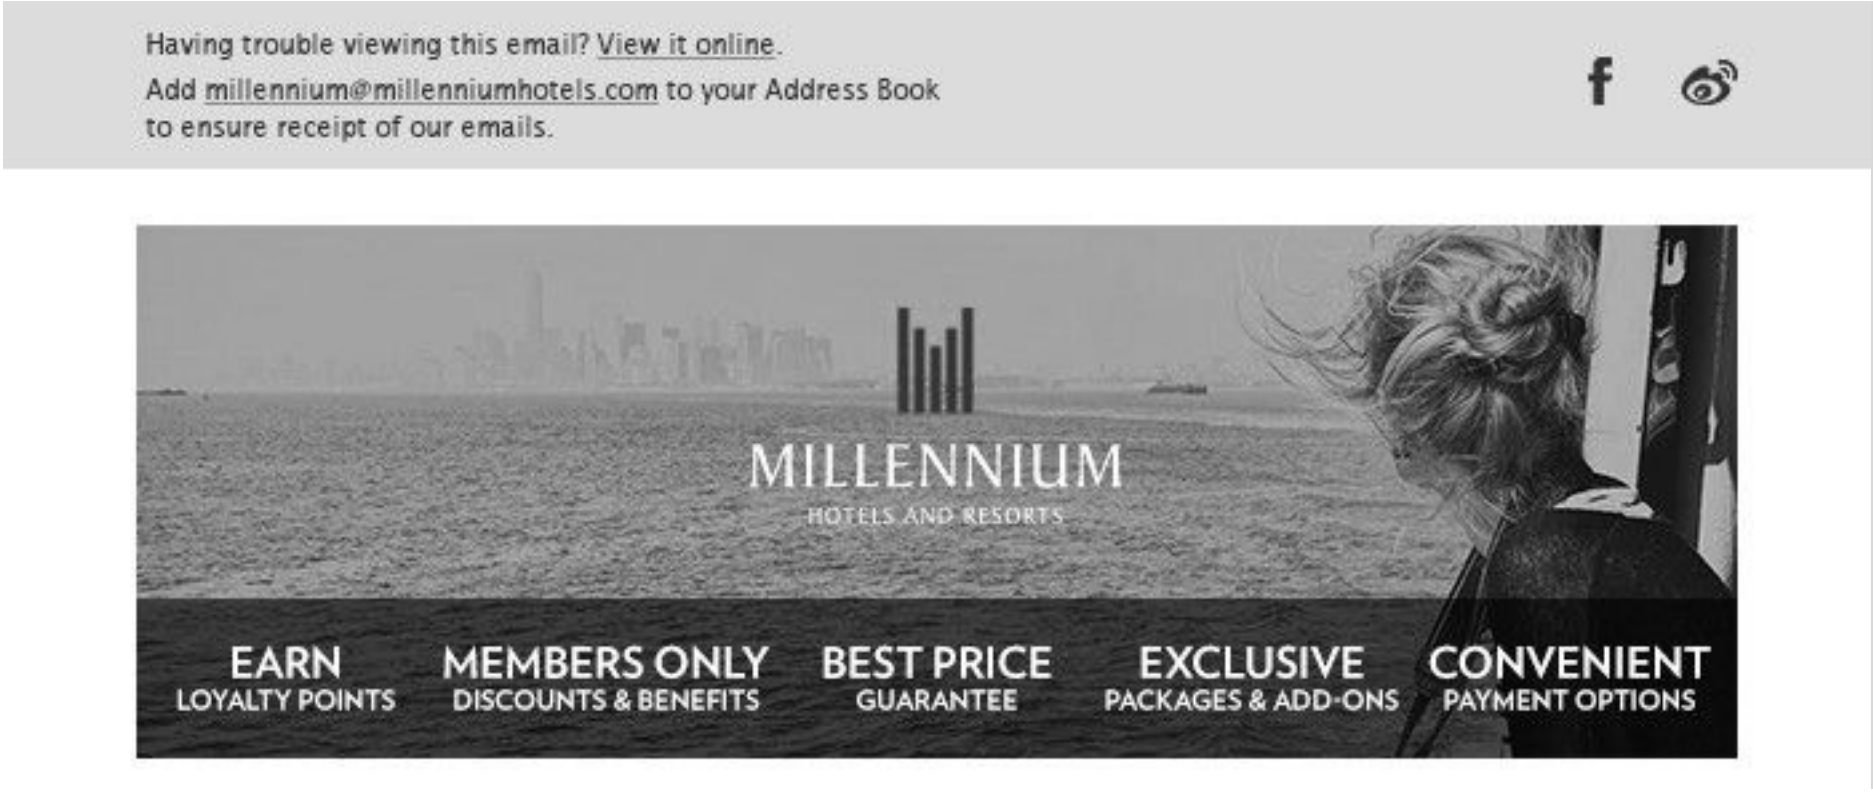 Having trouble viewing this email? View it online.
Add millennium@millenniumhotels.com to your Address Book
to ensure receipt of our emails.
MILLENNIUM
HOTELS AND RESORTS
EARN
LOYALTY POINTS
MEMBERS ONLY
DISCOUNTS & BENEFITS
BEST PRICE
GUARANTEE
EXCLUSIVE
PACKAGES & ADD-ONS
CONVENIENT
PAYMENT OPTIONS